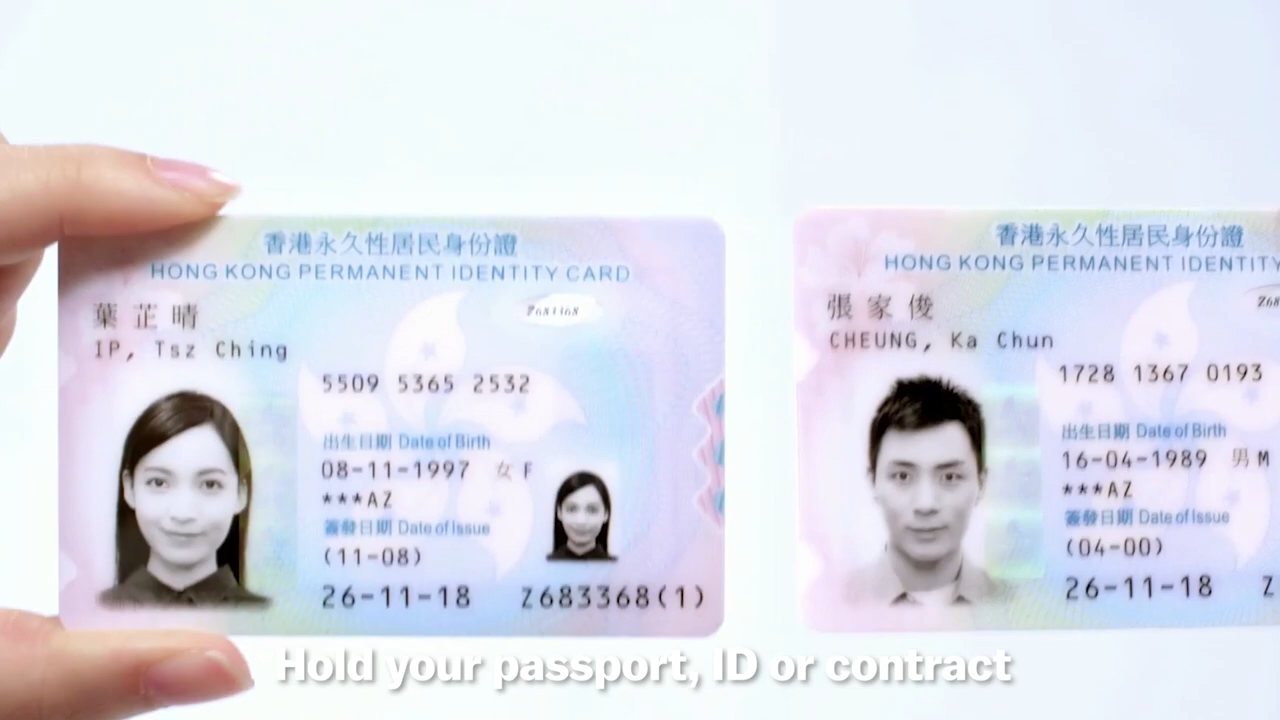 香港永久性居民身份證
HONG KONG PERMANENT IDENTITY CARD
葉芷晴
IP, Tsz Ching
5509 5365 2532
出生日期 Date of Birth
08-11-1997 女 F
***AZ
簽發日期 Date of Issue
(11-08)
26-11-18 Z683368(1)
香港永久性居民身份證
HONG KONG PERMANENT IDENTITY
張家俊
CHEUNG, Ka Chun
1728 1367 0193
出生日期 Date of Birth
16-04-1989 男 M
***AZ
簽發日期 Date of Issue
(04-00)
26-11-18 Z
Hold your passport, ID or contract